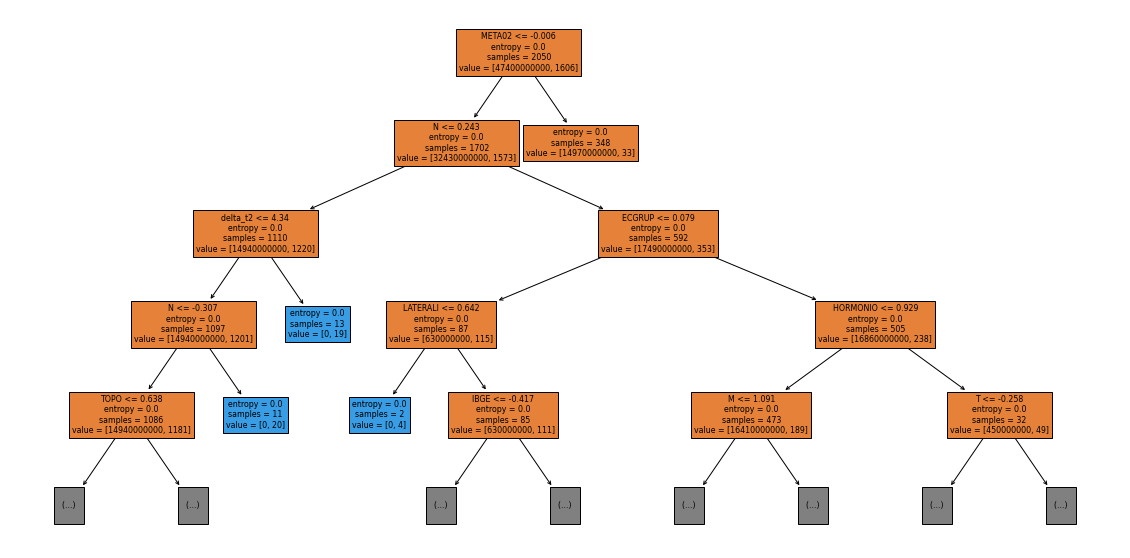 META02 <= -0.006
entropy = 0.0
samples = 2050
value = [47400000000, 1606]
N <= 0.243
entropy = 0.0
samples = 1702
value = [32430000000, 1573]
entropy = 0.0
samples = 348
value = [14970000000, 33]
delta_t2 <= 4.34
entropy = 0.0
samples = 1110
value = [14940000000, 1220]
ECGRUP <= 0.079
entropy = 0.0
samples = 592
value = [17490000000, 353]
N <= -0.307
entropy = 0.0
samples = 1097
value = [14940000000, 1201]
entropy = 0.0
samples = 13
value = [0, 19]
LATERALI <= 0.642
entropy = 0.0
samples = 87
value = [630000000, 115]
HORMONIO <= 0.929
entropy = 0.0
samples = 505
value = [16860000000, 238]
TOPO <= 0.638
entropy = 0.0
samples = 1086
value = [14940000000, 1181]
entropy = 0.0
samples = 11
value = [0, 20]
entropy = 0.0
samples = 2
value = [0, 4]
IBGE <= -0.417
entropy = 0.0
samples = 85
value = [630000000, 111]
M <= 1.091
entropy = 0.0
samples = 473
value = [16410000000, 189]
T <= -0.258
entropy = 0.0
samples = 32
value = [450000000, 49]
(...)
(...)
(...)
(...)
(...)
(...)
(...)
(...)